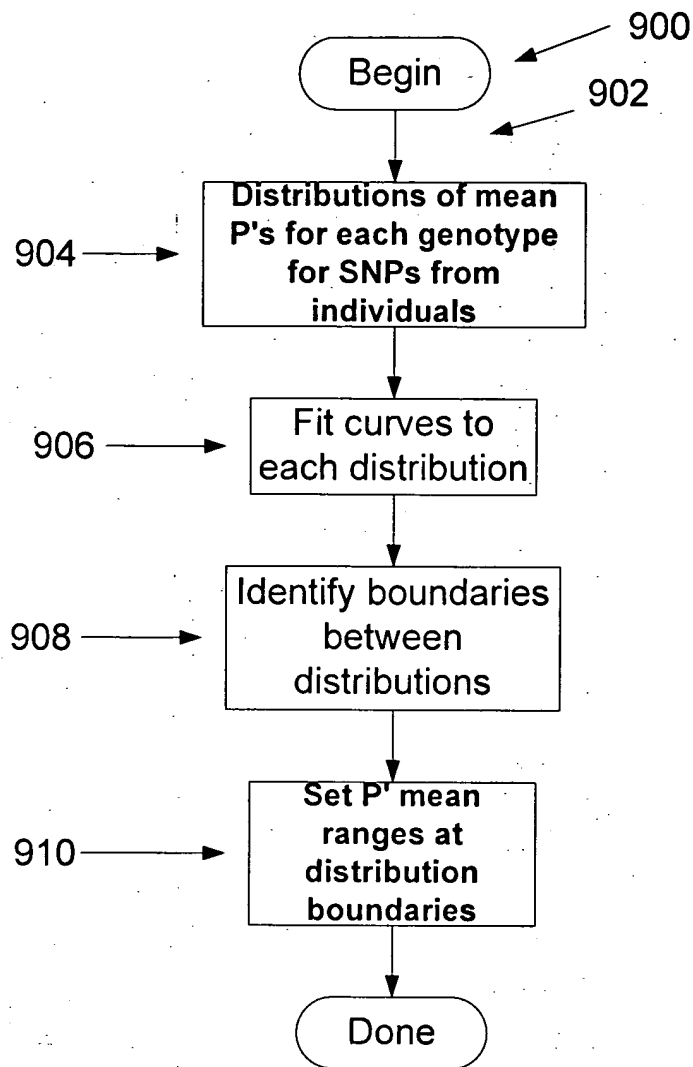 900
Begin
902
Distributions of mean
P's for each genotype
for SNPs from
individuals
904
Fit curves to
each distribution
906
Identify boundaries
between
distributions
908
Set P' mean
ranges at
distribution
boundaries
910
Done